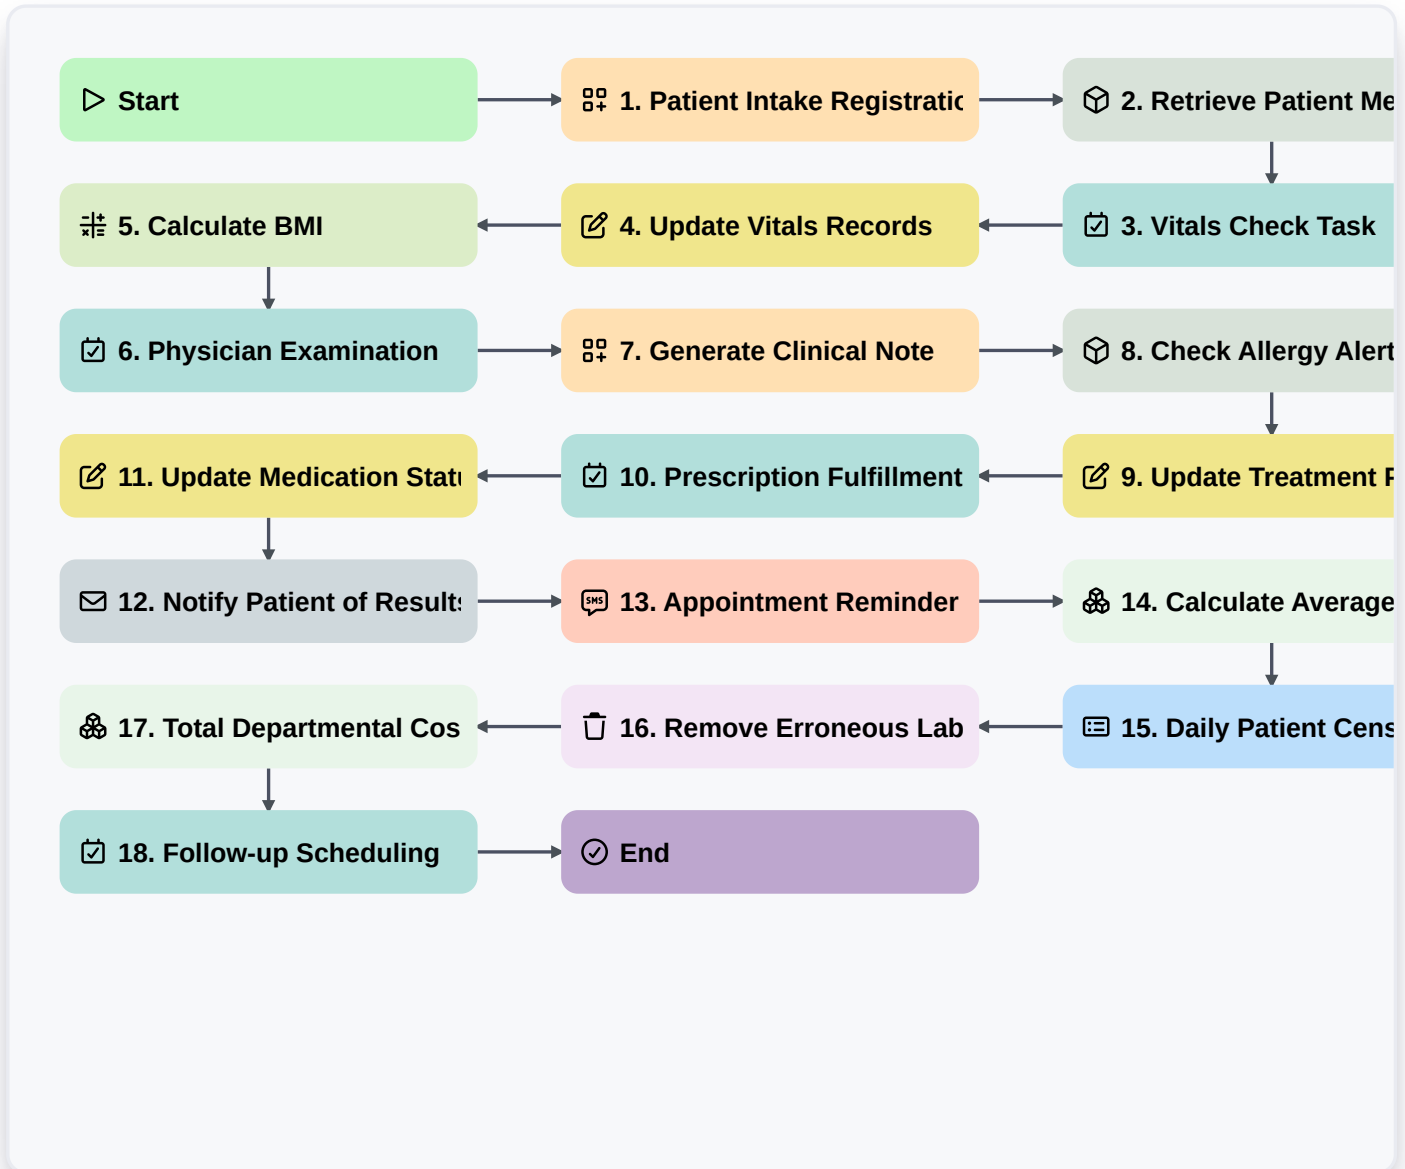 Start
1. Patient Intake Registratio
2. Retrieve Patient Me
5. Calculate BMI
4. Update Vitals Records
3. Vitals Check Task
6. Physician Examination
7. Generate Clinical Note
8. Check Allergy Alert
11. Update Medication Statu
10. Prescription Fulfillment
9. Update Treatment
12. Notify Patient of Results
SMS
13. Appointment Reminder
14. Calculate Average
17. Total Departmental Cos
16. Remove Erroneous Lab
15. Daily Patient Cens
18. Follow-up Scheduling
End